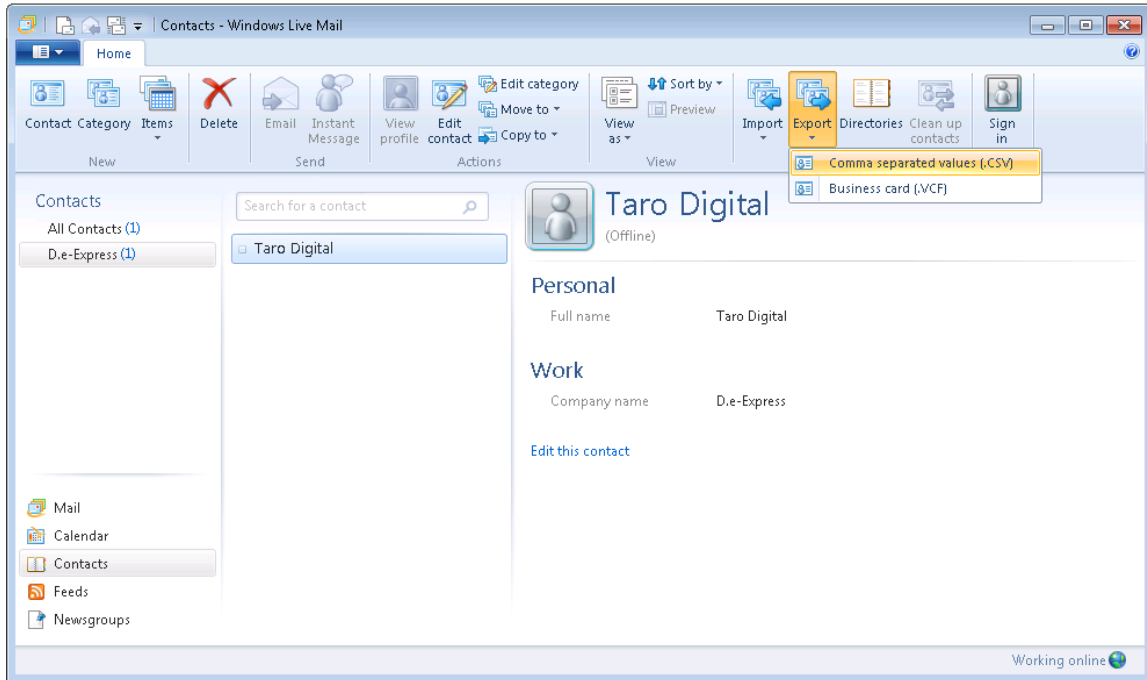 Contacts - Windows Live Mail
Home
Contact Category Items Delete Email Instant Message View profile Edit contact Edit category Move to Copy to View as Sort by Preview Import Export Directories Clean up contacts Sign in
New Send Actions View
Comma separated values (.CSV)
Business card (.VCF)
Contacts
All Contacts (1)
D.e-Express (1)
Search for a contact
Taro Digital
Taro Digital
(Offline)
Personal
Full name Taro Digital
Work
Company name D.e-Express
Edit this contact
Mail
Calendar
Contacts
Feeds
Newsgroups
Working online